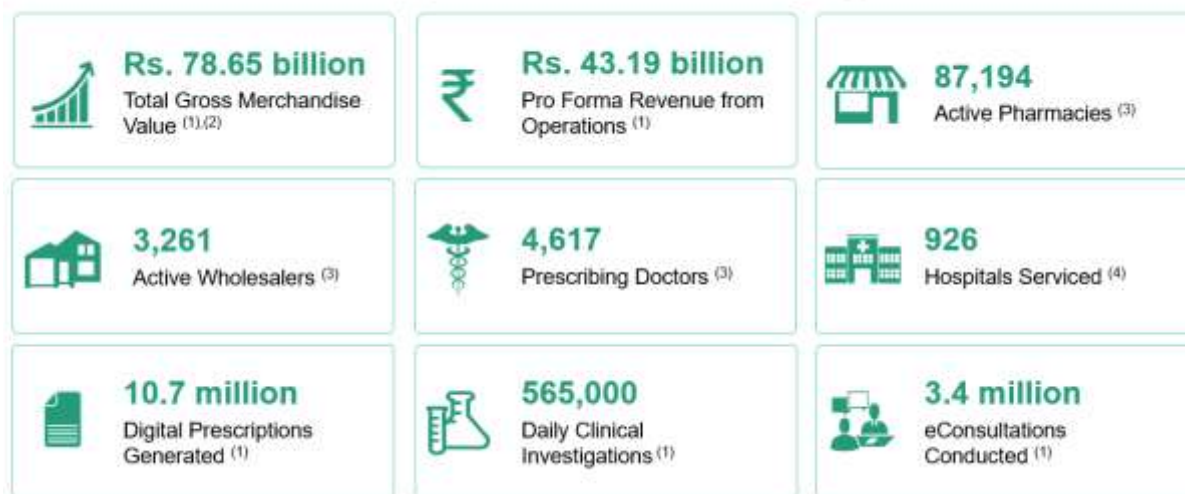 Rs. 78.65 billion
Total Gross Merchandise
Value (1),(2)
Rs. 43.19 billion
Pro Forma Revenue from
Operations (1)
87,194
Active Pharmacies (3)
3,261
Active Wholesalers (3)
4,617
Prescribing Doctors (3)
926
Hospitals Serviced (4)
10.7 million
Digital Prescriptions
Generated (1)
565,000
Daily Clinical
Investigations (1)
3.4 million
eConsultations
Conducted (1)